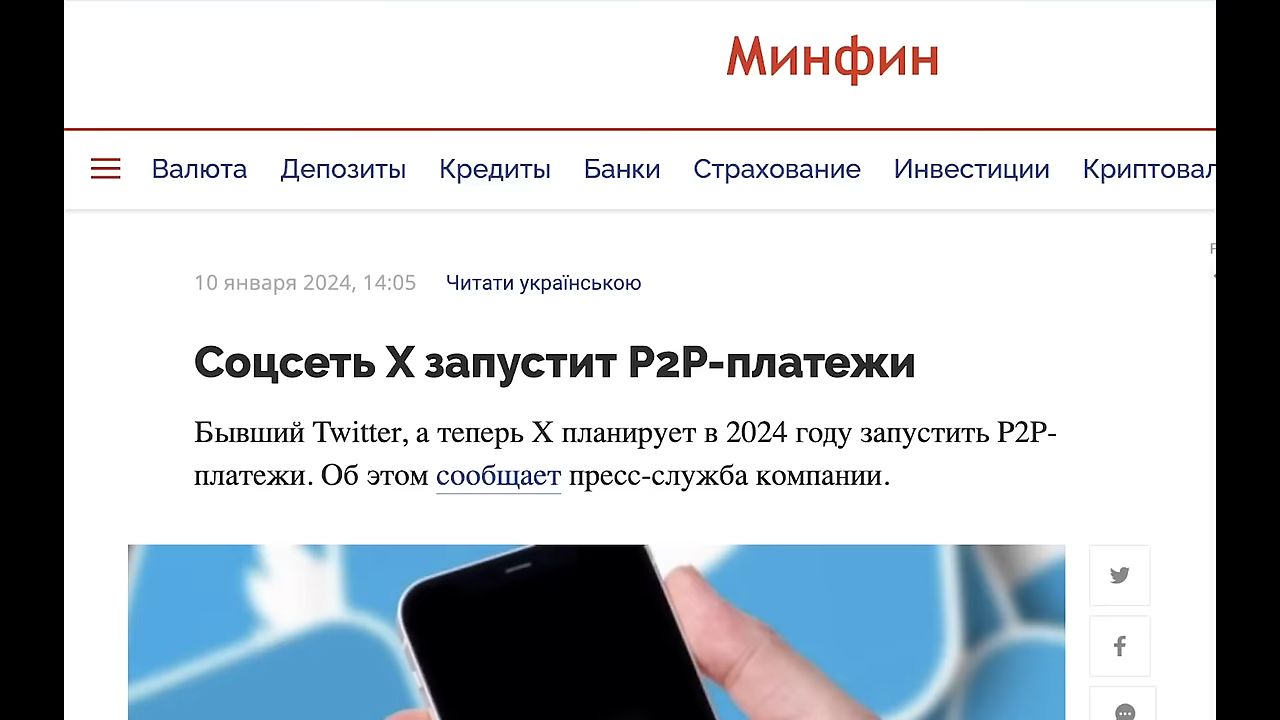 Минфин
Валюта Депозиты Кредиты Банки Страхование Инвестиции Криптовал
10 января 2024, 14:05 Читати українською
Соцсеть X запустит P2P-платежи
Бывший Twitter, а теперь X планирует в 2024 году запустить P2P-
платежи. Об этом сообщает пресс-служба компании.